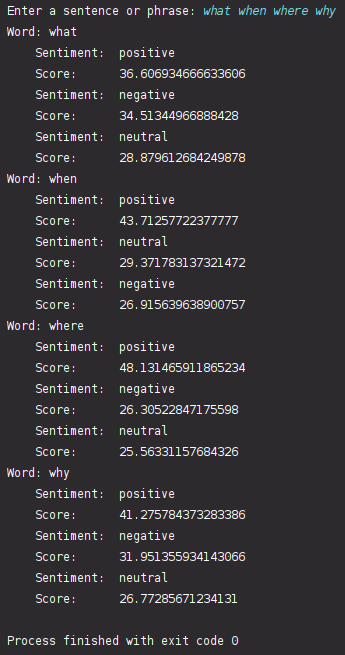 Enter a sentence or phrase: what when where why
Word: what
Sentiment: positive
Score: 36.606934666633606
Sentiment: negative
Score: 34.51344966888428
Sentiment: neutral
Score: 28.879612684249878
Word: when
Sentiment: positive
Score: 43.71257722377777
Sentiment: neutral
Score: 29.371783137321472
Sentiment: negative
Score: 26.915639638900757
Word: where
Sentiment: positive
Score: 48.131465911865234
Sentiment: negative
Score: 26.30522847175598
Sentiment: neutral
Score: 25.56331157684326
Word: why
Sentiment: positive
Score: 41.275784373283386
Sentiment: negative
Score: 31.951355934143066
Sentiment: neutral
Score: 26.77285671234131
Process finished with exit code 0